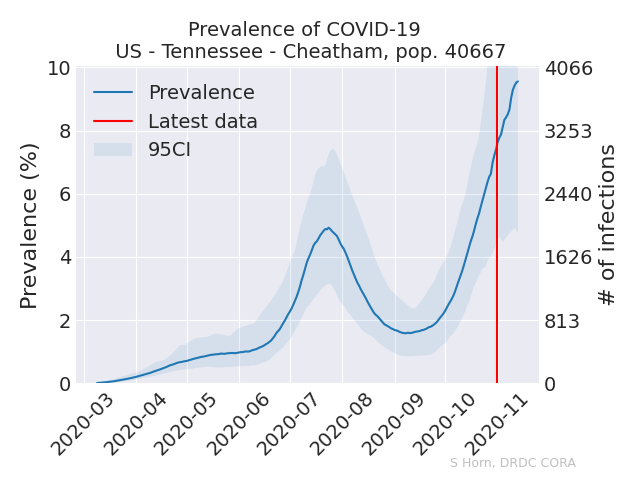 Prevalence of COVID-19
US - Tennessee - Cheatham, pop. 40667
Prevalence
Latest data
95CI
Prevalence (%)
10
8
6
4
2
0
4066
3253
2440
1626
813
0
# of infections
2020-03
2020-04
2020-05
2020-06
2020-07
2020-08
2020-09
2020-10
2020-11
S Horn, DRDC CORA